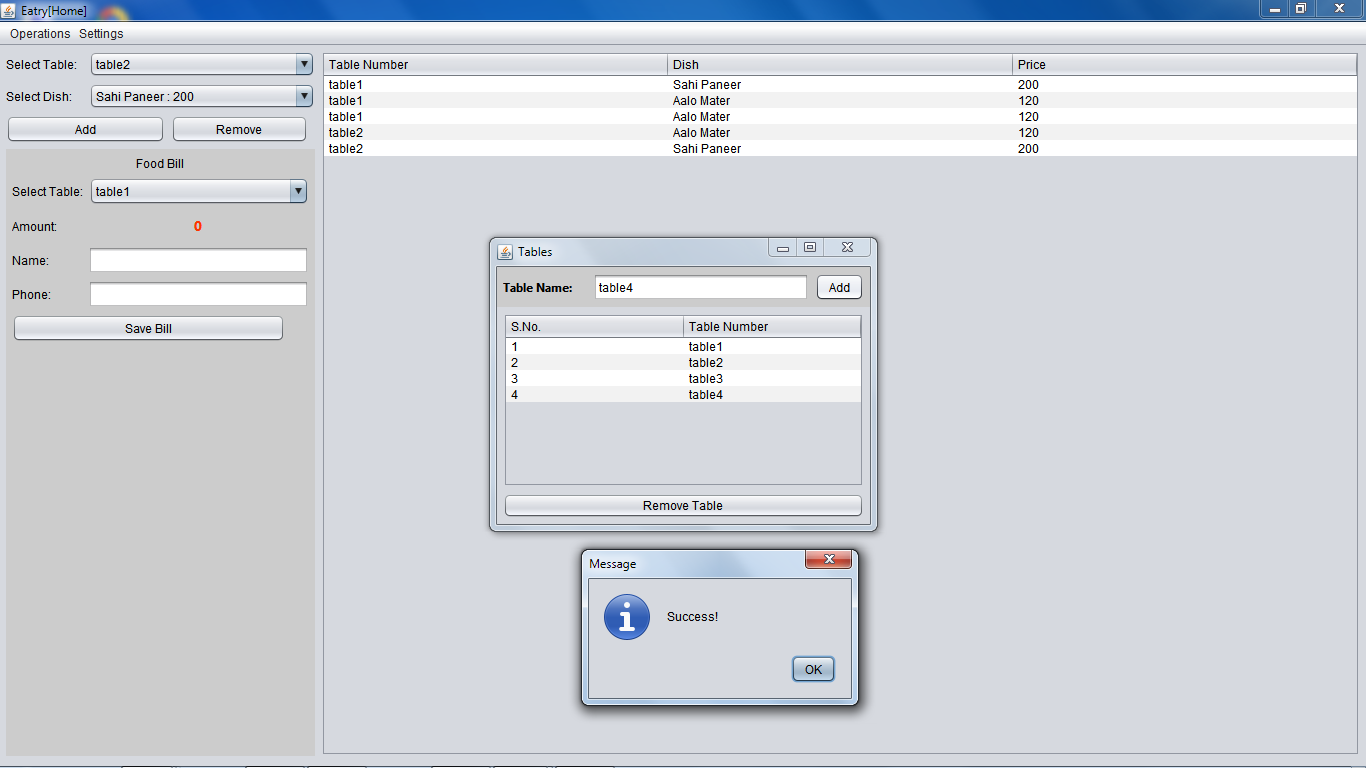 Eatry[Home]
Operations Settings
Select Table: table2
Select Dish: Sahi Paneer : 200
Add Remove
Food Bill
Select Table: table1
Amount: 0
Name:
Phone:
Save Bill
Table Number Dish Price
table1 Sahi Paneer 200
table1 Aalo Mater 120
table1 Aalo Mater 120
table2 Aalo Mater 120
table2 Sahi Paneer 200
Tables
Table Name: table4 Add
S.No. Table Number
1 table1
2 table2
3 table3
4 table4
Remove Table
Message
Success!
OK